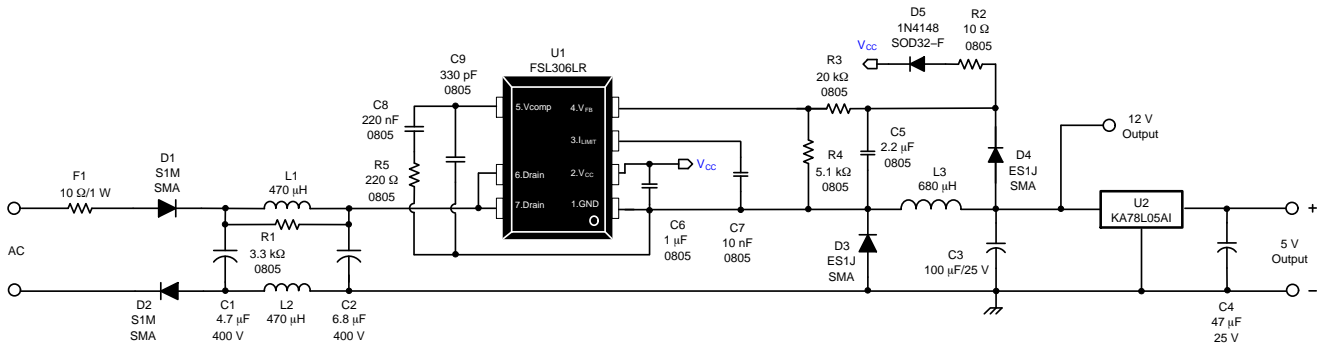 D5
1N4148
SOD32–F
R2
10 Ω
0805
V_CC
U1
FSL306LR
C9
330 pF
0805
R3
20 kΩ
0805
5.Vcomp
4.V_FB
3.I_LIMIT
2.V_CC
1.GND
6.Drain
7.Drain
C8
220 nF
0805
R5
220 Ω
0805
V_CC
C5
2.2 µF
0805
R4
5.1 kΩ
0805
12 V
Output
D4
ES1J
SMA
L3
680 µH
F1
10 Ω/1 W
D1
S1M
SMA
L1
470 µH
U2
KA78L05AI
AC
R1
3.3 kΩ
0805
C6
1 µF
0805
C7
10 nF
0805
D3
ES1J
SMA
C3
100 µF/25 V
+
5 V
Output
–
D2
S1M
SMA
C1
4.7 µF
400 V
L2
470 µH
C2
6.8 µF
400 V
C4
47 µF
25 V